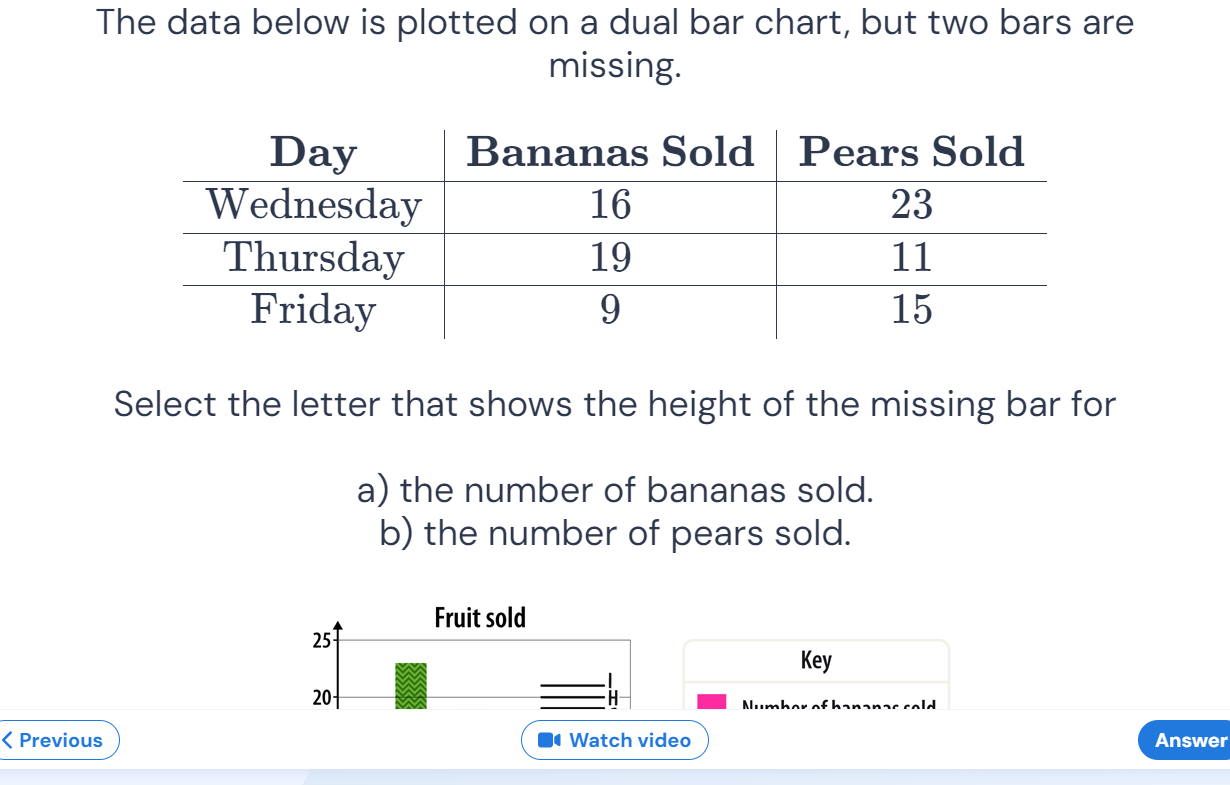 The data below is plotted on a dual bar chart, but two bars are
missing.
Day Bananas Sold Pears Sold
Wednesday 16 23
Thursday 19 11
Friday 9 15
Select the letter that shows the height of the missing bar for
a) the number of bananas sold.
b) the number of pears sold.
Fruit sold
25
I
20
H
Key
Number of bananas sold
Previous
Watch video
Answer